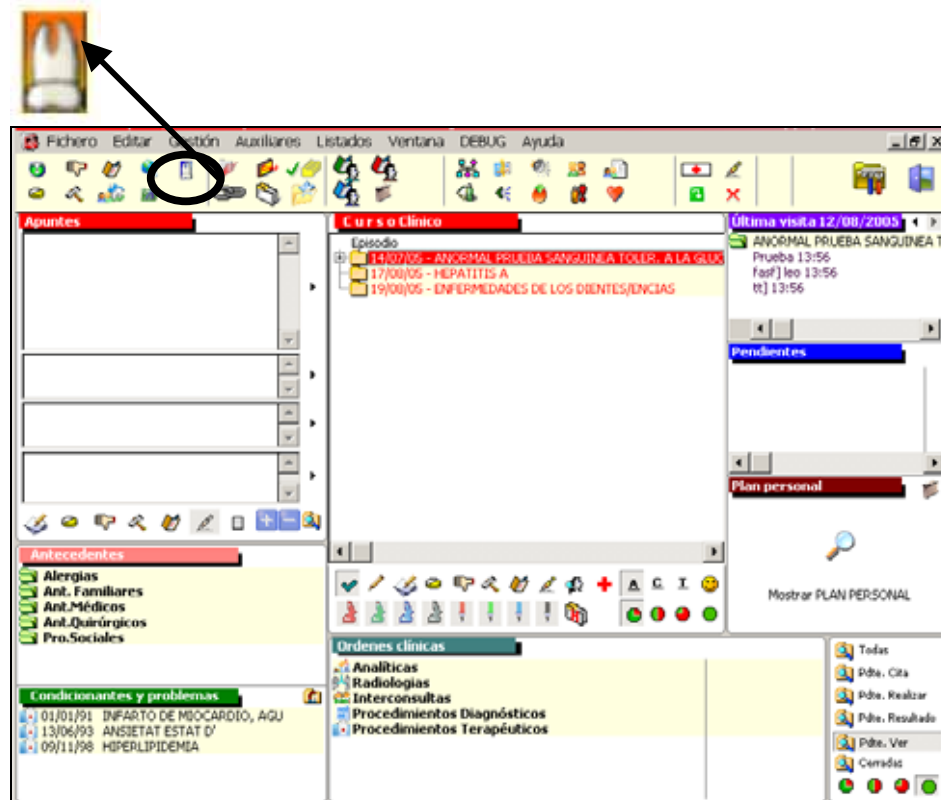 Fichero Editar Gestión Auxiliares Listados Ventana DEBUG Ayuda
Apuntes
Curso Clínico
Episodio
14/07/05 - ANORMAL PRUEBA SANGUINEA TOLER. A LA GLUC
17/08/05 - HEPATITIS A
19/08/05 - ENFERMEDADES DE LOS DIENTES/ENCIAS
Última visita 12/08/2005
ANORMAL PRUEBA SANGUINEA T
Prueba 13:56
fasf] leo 13:56
tt] 13:56
Pendientes
Plan personal
Mostrar PLAN PERSONAL
Antecedentes
Alergias
Ant. Familiares
Ant.Médicos
Ant.Quirúrgicos
Pro.Sociales
A C I
Condicionantes y problemas
01/01/91 INFARTO DE MIOCARDIO, AGU
13/06/93 ANSIETAT ESTAT D'
09/11/98 HIPERLIPIDEMIA
Ordenes clínicas
Analíticas
Radiologias
Interconsultas
Procedimientos Diagnósticos
Procedimientos Terapéuticos
Todas
Pdte. Cita
Pdte. Realizar
Pdte. Resultado
Pdte. Ver
Cerradas